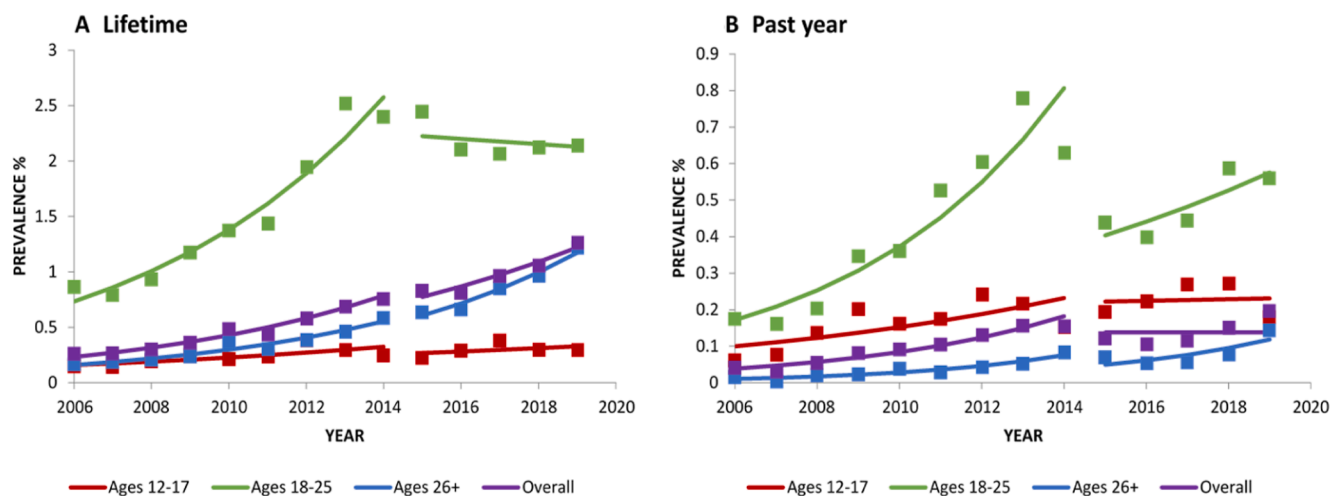 A Lifetime
3
2.5
2
1.5
1
0.5
0
PREVALENCE %
2006 2008 2010 2012 2014 2016 2018 2020
YEAR
Ages 12-17 Ages 18-25 Ages 26+ Overall
B Past year
0.9
0.8
0.7
0.6
0.5
0.4
0.3
0.2
0.1
0
PREVALENCE %
2006 2008 2010 2012 2014 2016 2018 2020
YEAR
Ages 12-17 Ages 18-25 Ages 26+ Overall